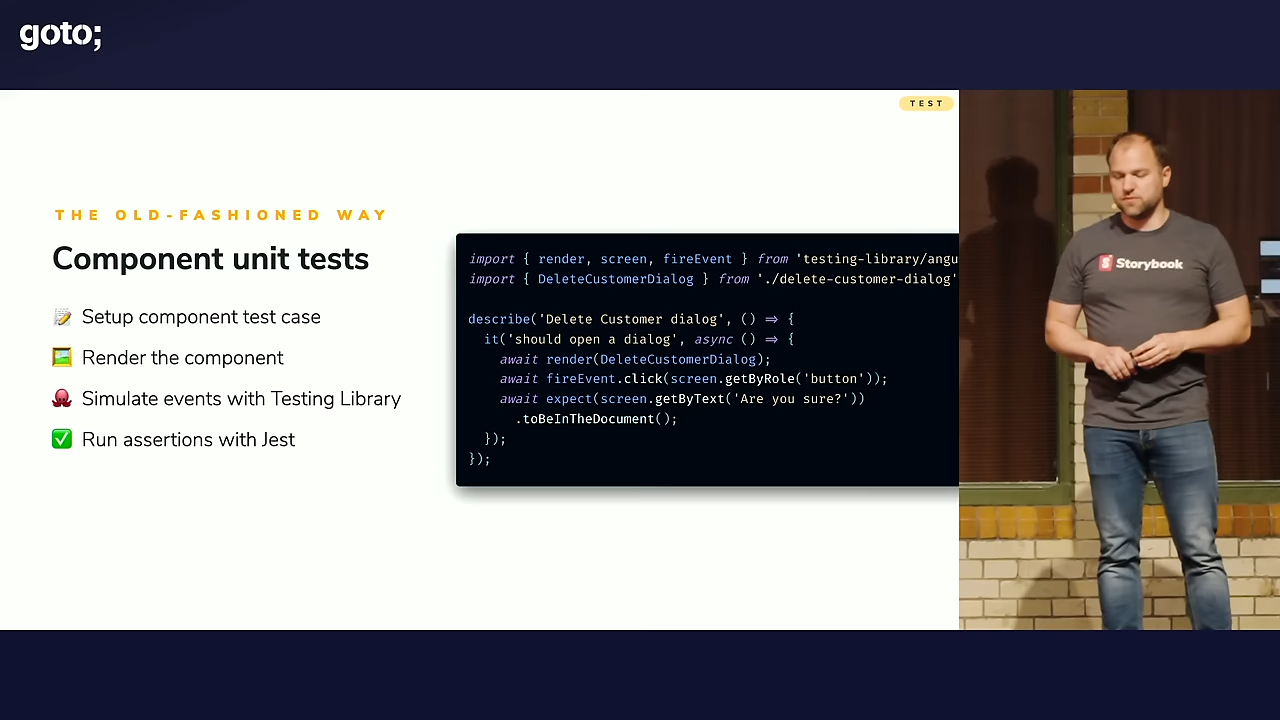 goto;
TEST
THE OLD-FASHIONED WAY
Component unit tests
Setup component test case
Render the component
Simulate events with Testing Library
Run assertions with Jest
import { render, screen, fireEvent } from 'testing-library/angu
import { DeleteCustomerDialog } from './delete-customer-dialog'
describe('Delete Customer dialog', () => {
it('should open a dialog', async () => {
await render(DeleteCustomerDialog);
await fireEvent.click(screen.getByRole('button'));
await expect(screen.getByText('Are you sure?'))
.toBeInTheDocument();
});
});
Storybook